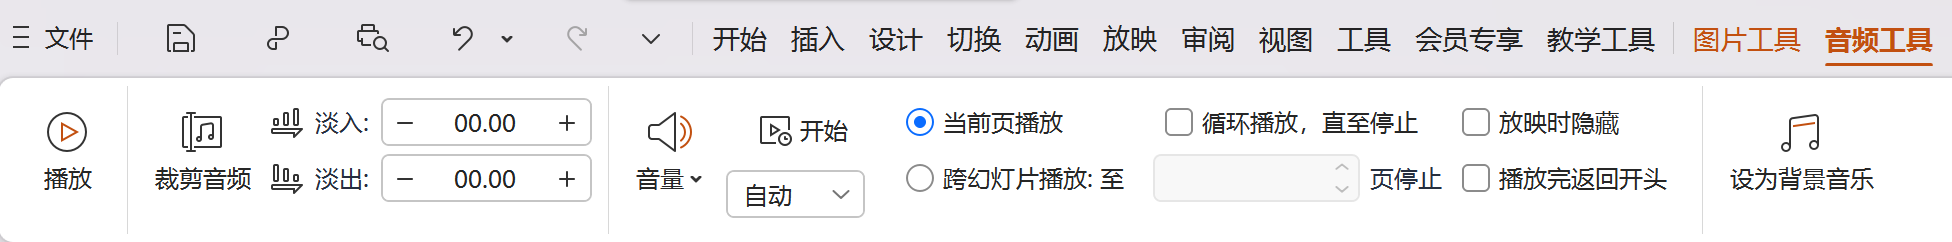 文件 开始 插入 设计 切换 动画 放映 审阅 视图 工具 会员专享 教学工具 图片工具 音频工具
淡入: − 00.00 + 开始 当前页播放 循环播放，直至停止 放映时隐藏
播放 裁剪音频 淡出: − 00.00 + 音量 自动 跨幻灯片播放: 至 页停止 播放完返回开头 设为背景音乐